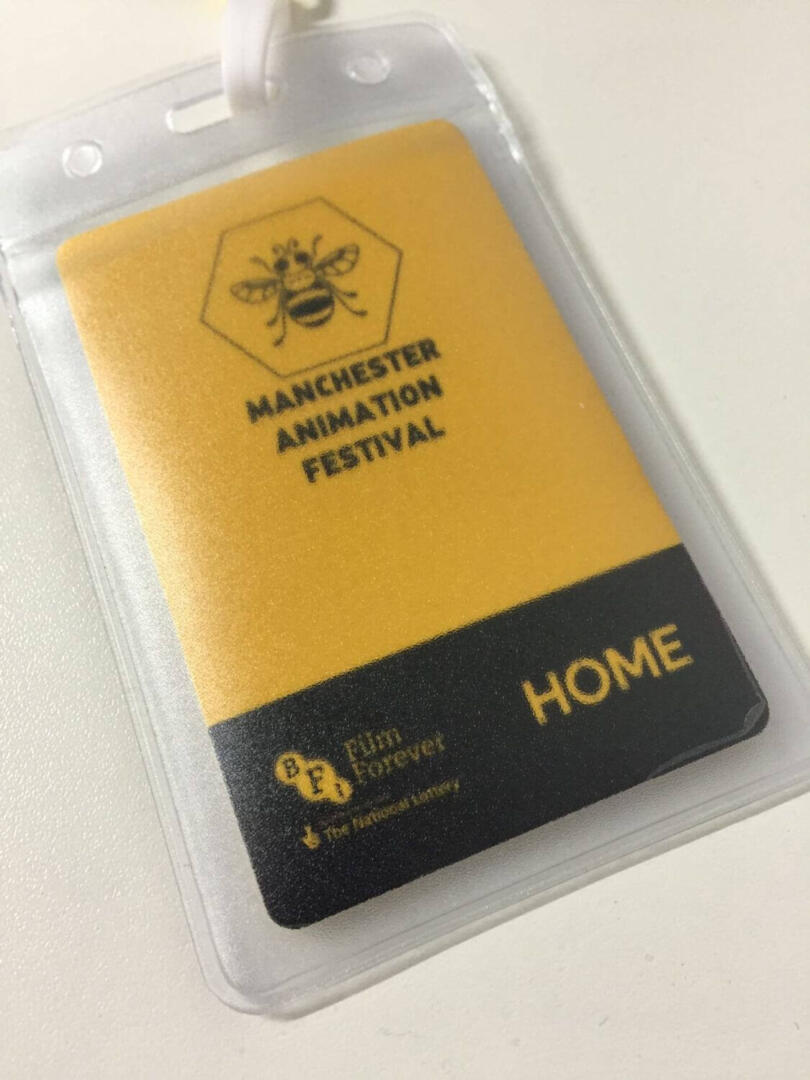 MANCHESTER
ANIMATION
FESTIVAL
HOME
BFI
Film
Forever
The National Lottery